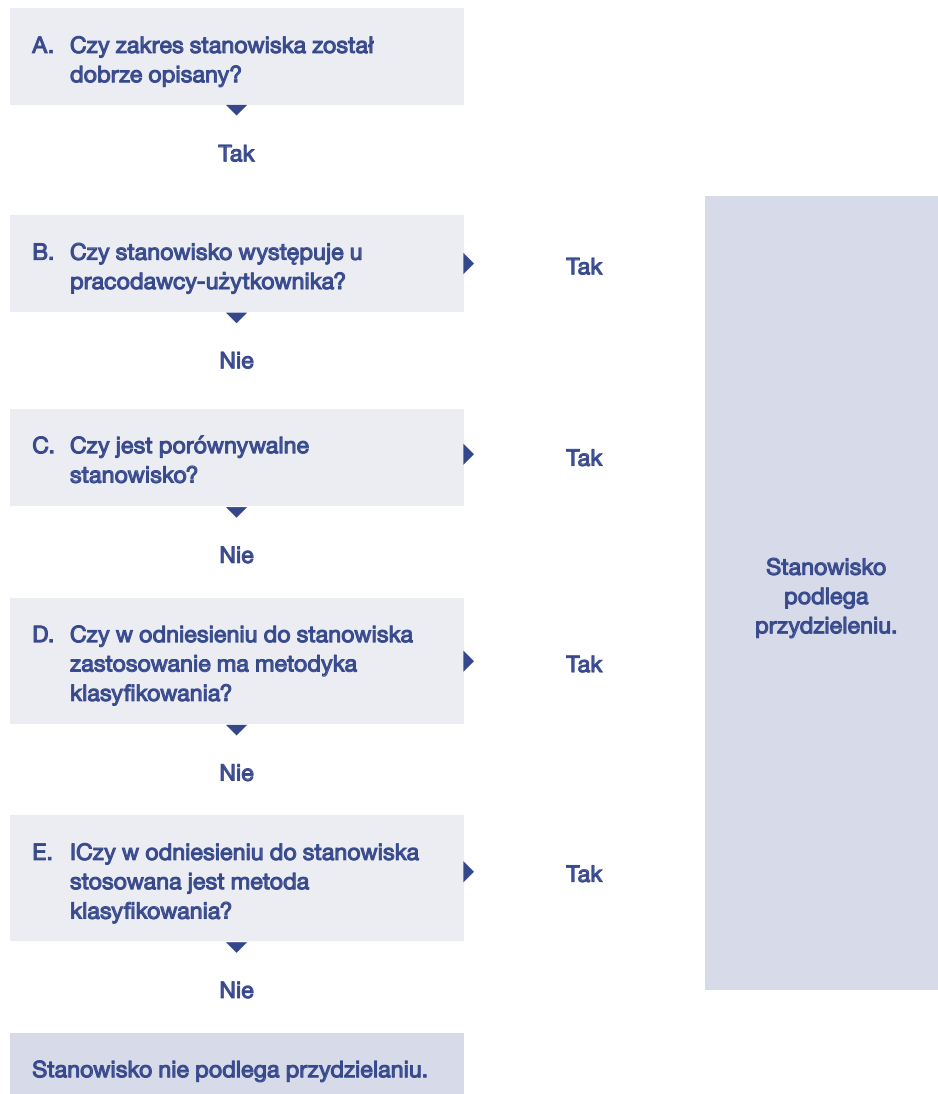 A. Czy zakres stanowiska został
dobrze opisany?
Tak
B. Czy stanowisko występuje u
pracodawcy-użytkownika?
Tak
Nie
C. Czy jest porównywalne
stanowisko?
Tak
Nie
D. Czy w odniesieniu do stanowiska
zastosowanie ma metodyka
klasyfikowania?
Tak
Nie
E. ICzy w odniesieniu do stanowiska
stosowana jest metoda
klasyfikowania?
Tak
Nie
Stanowisko nie podlega przydzielaniu.
Stanowisko
podlega
przydzieleniu.